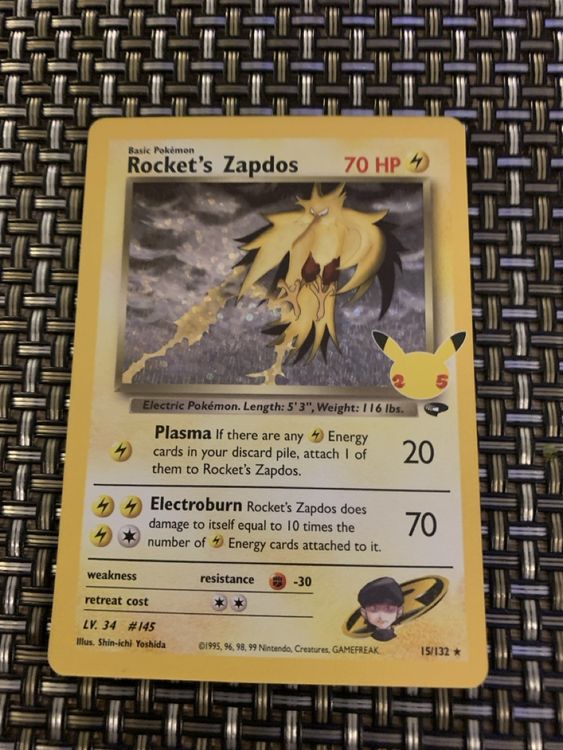 Basic Pokémon
Rocket's Zapdos 70 HP
25
Electric Pokémon. Length: 5'3", Weight: 116 lbs.
Plasma If there are any Energy
cards in your discard pile, attach 1 of
them to Rocket's Zapdos.
20
Electroburn Rocket's Zapdos does
damage to itself equal to 10 times the
number of Energy cards attached to it.
70
weakness resistance -30
retreat cost
LV. 34 #145
Illus. Shin-ichi Yoshida ©1995, 96, 98, 99 Nintendo, Creatures, GAMEFREAK. 15/132 ★